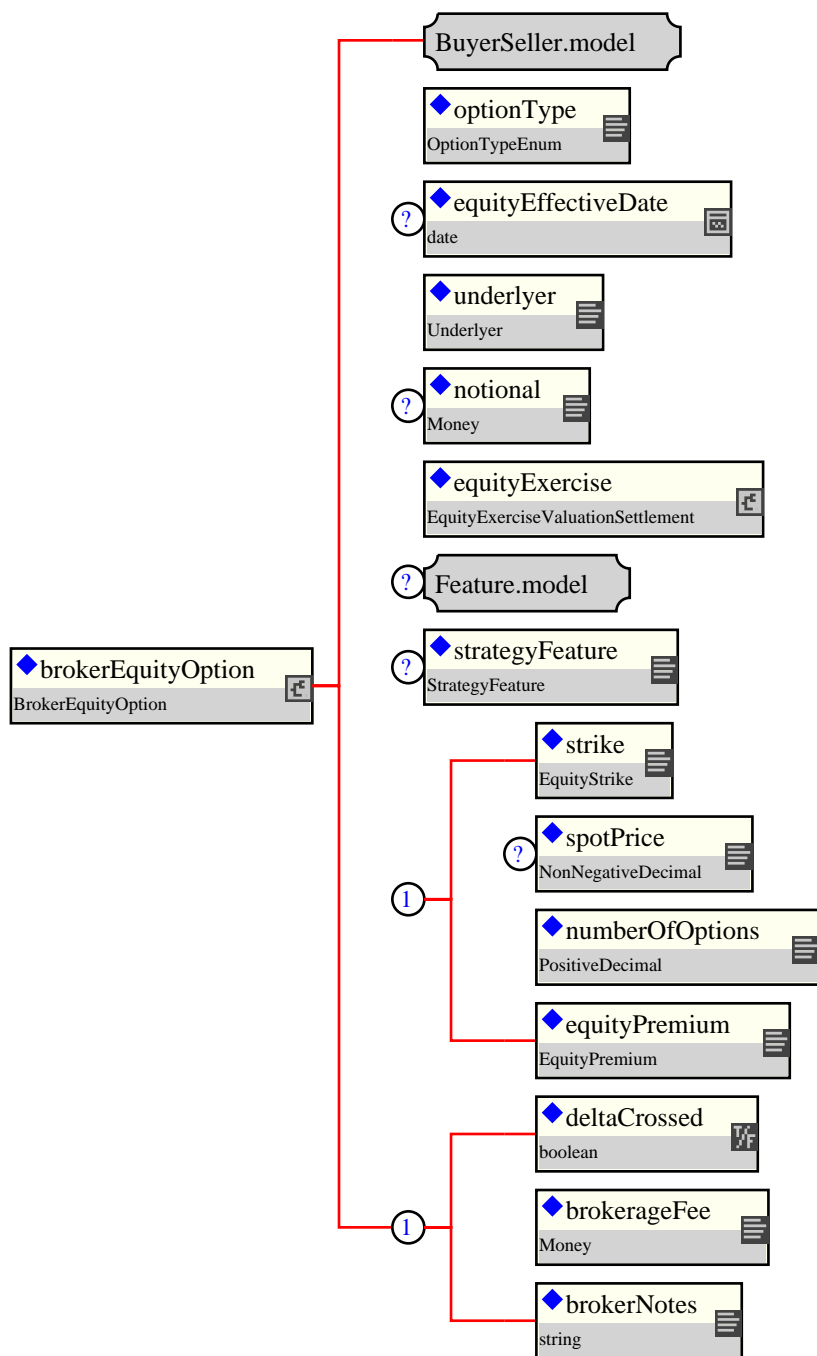 BuyerSeller.model
optionType
OptionTypeEnum
?
equityEffectiveDate
date
underlyer
Underlyer
?
notional
Money
equityExercise
EquityExerciseValuationSettlement
?
Feature.model
brokerEquityOption
BrokerEquityOption
?
strategyFeature
StrategyFeature
1
strike
EquityStrike
?
spotPrice
NonNegativeDecimal
numberOfOptions
PositiveDecimal
equityPremium
EquityPremium
1
deltaCrossed
boolean
T/F
brokerageFee
Money
brokerNotes
string